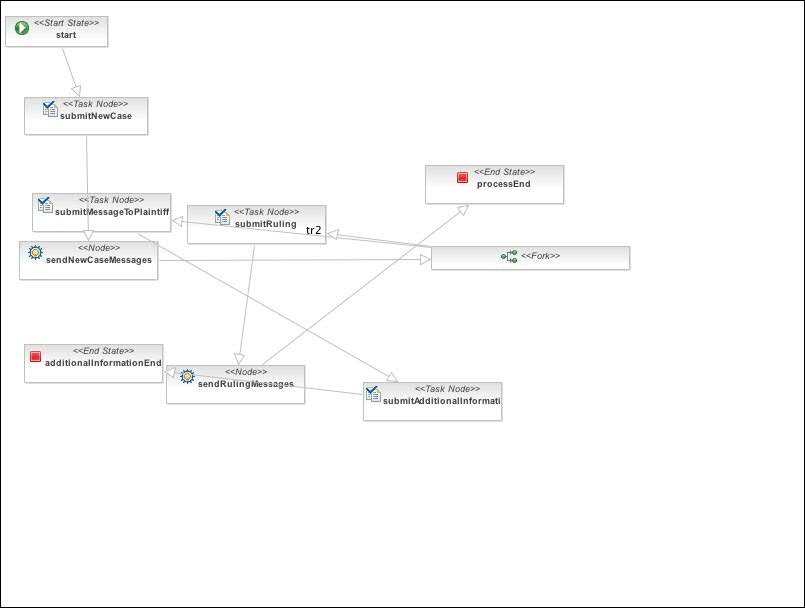 <<Start State>>
start
<<Task Node>>
submitNewCase
<<End State>>
processEnd
<<Task Node>>
submitMessageToPlaintiff
<<Task Node>>
submitRuling
tr2
<<Node>>
sendNewCaseMessages
<<Fork>>
<<End State>>
additionalInformationEnd
<<Node>>
sendRulingMessages
<<Task Node>>
submitAdditionalInformati